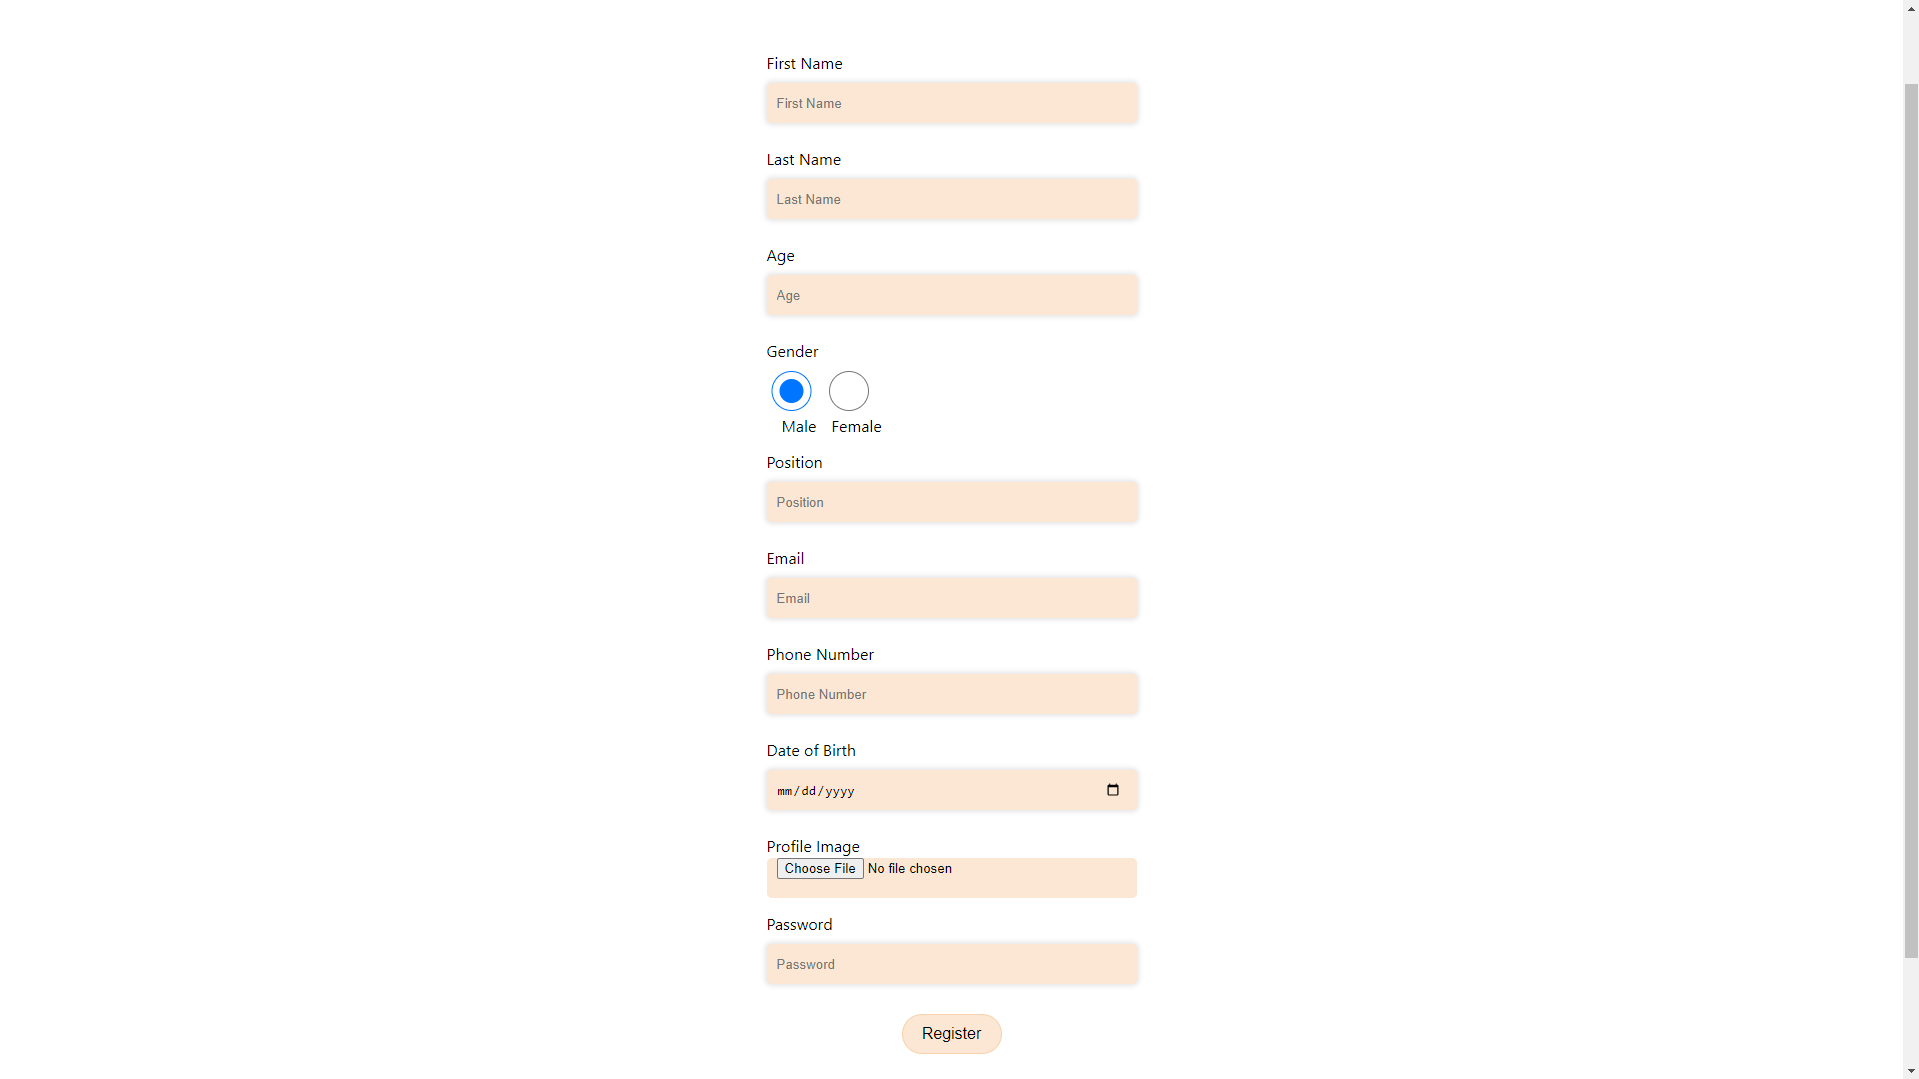 First Name
First Name
Last Name
Last Name
Age
Age
Gender
Male Female
Position
Position
Email
Email
Phone Number
Phone Number
Date of Birth
mm/dd/yyyy
Profile Image
Choose File No file chosen
Password
Password
Register